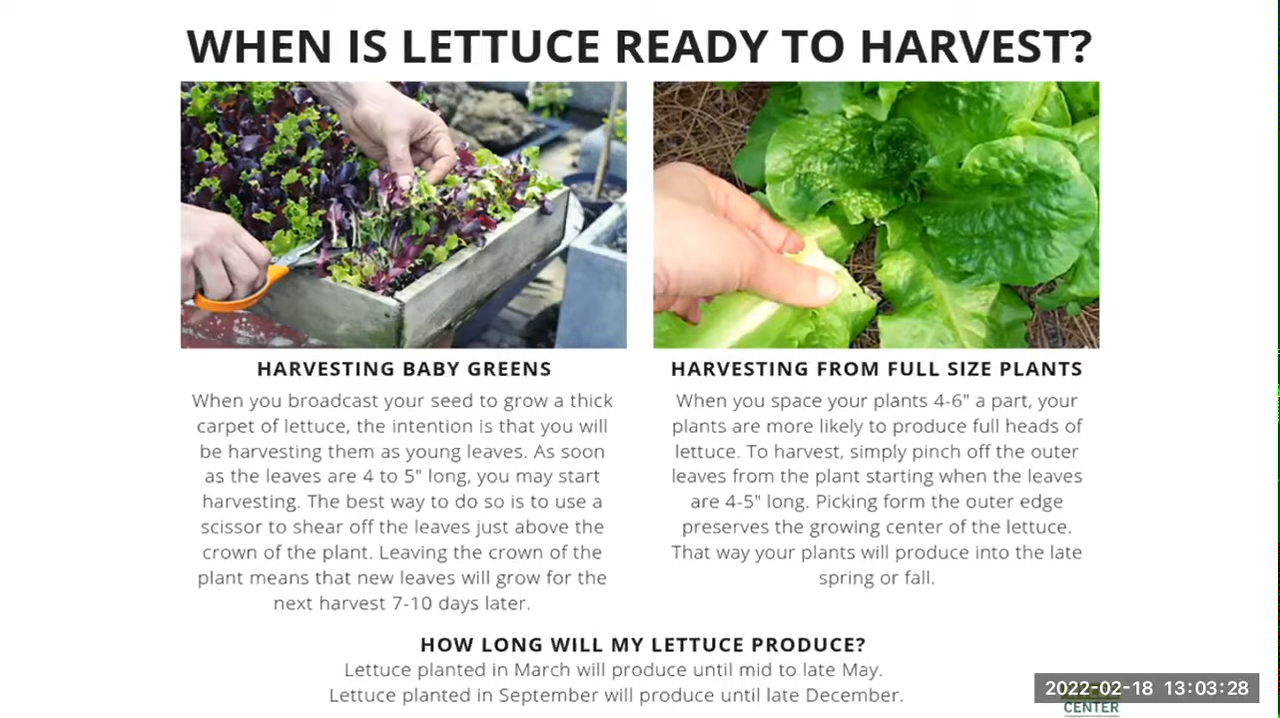 WHEN IS LETTUCE READY TO HARVEST?
HARVESTING BABY GREENS
When you broadcast your seed to grow a thick
carpet of lettuce, the intention is that you will
be harvesting them as young leaves. As soon
as the leaves are 4 to 5" long, you may start
harvesting. The best way to do so is to use a
scissor to shear off the leaves just above the
crown of the plant. Leaving the crown of the
plant means that new leaves will grow for the
next harvest 7-10 days later.
HARVESTING FROM FULL SIZE PLANTS
When you space your plants 4-6" a part, your
plants are more likely to produce full heads of
lettuce. To harvest, simply pinch off the outer
leaves from the plant starting when the leaves
are 4-5" long. Picking form the outer edge
preserves the growing center of the lettuce.
That way your plants will produce into the late
spring or fall.
HOW LONG WILL MY LETTUCE PRODUCE?
Lettuce planted in March will produce until mid to late May.
Lettuce planted in September will produce until late December.
2022-02-18 13:03:28
CENTER